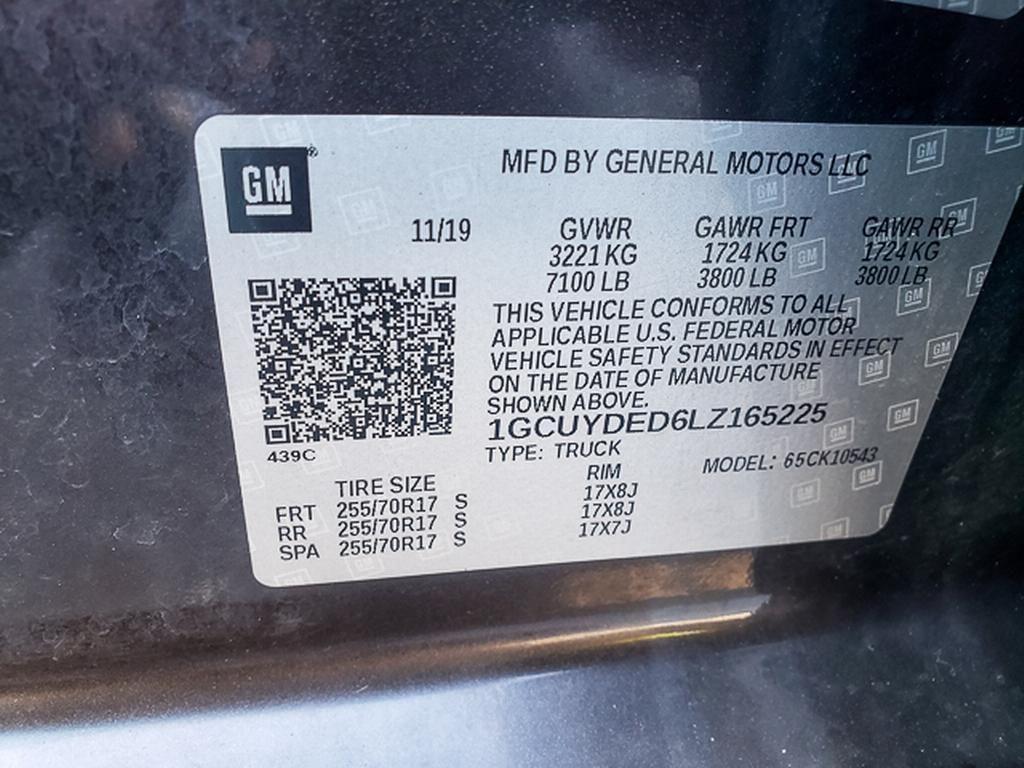 GM®
MFD BY GENERAL MOTORS LLC
11/19
GVWR GAWR FRT GAWR RR
3221 KG 1724 KG 1724 KG
7100 LB 3800 LB 3800 LB
THIS VEHICLE CONFORMS TO ALL
APPLICABLE U.S. FEDERAL MOTOR
VEHICLE SAFETY STANDARDS IN EFFECT
ON THE DATE OF MANUFACTURE
SHOWN ABOVE.
1GCUYDED6LZ165225
439C
TYPE: TRUCK
MODEL: 65CK10543
TIRE SIZE RIM
FRT 255/70R17 S 17X8J
RR 255/70R17 S 17X8J
SPA 255/70R17 S 17X7J